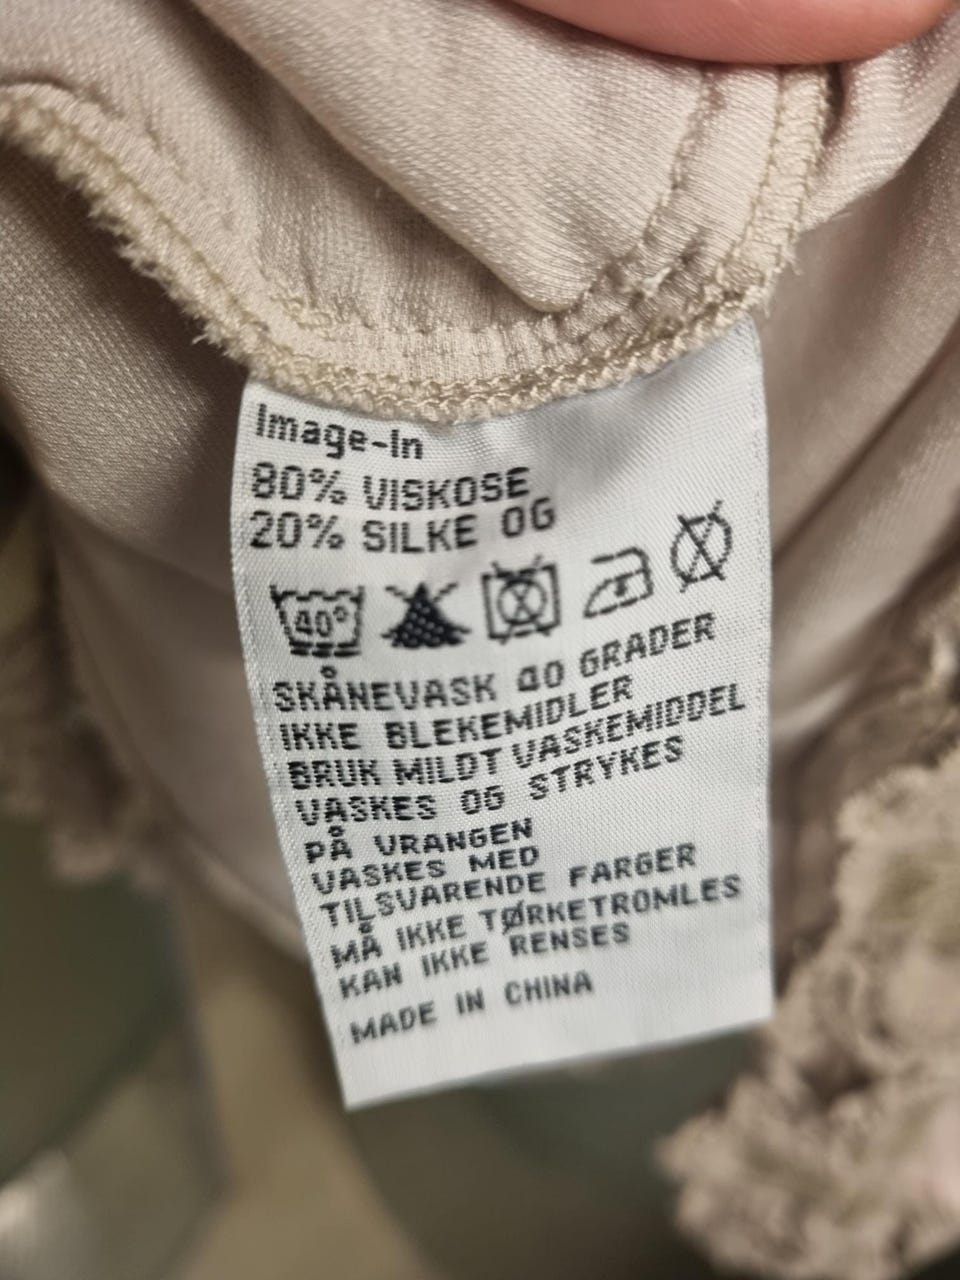 Image-In
80% VISKOSE
20% SILKE OG
40°
SKÅNEVASK 40 GRADER
IKKE BLEKEMIDLER
BRUK MILDT VASKEMIDDEL
VASKES OG STRYKES
PÅ VRANGEN
VASKES MED
TILSVARENDE FARGER
MÅ IKKE TØRKETROMLES
KAN IKKE RENSES
MADE IN CHINA